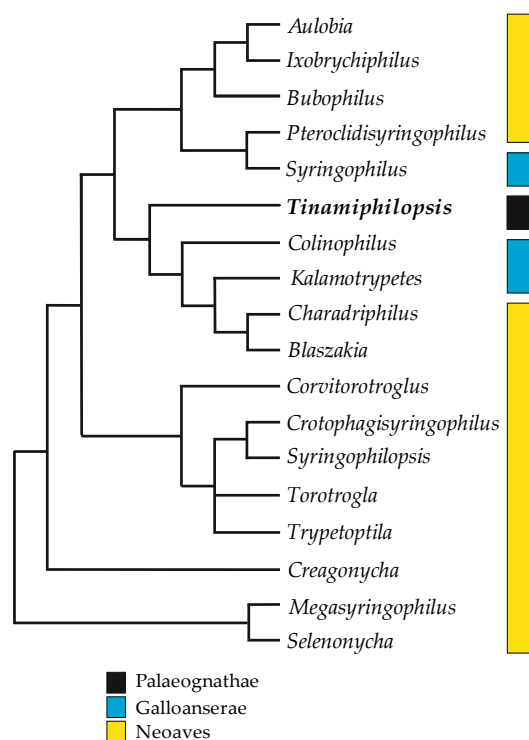 Aulobia
Ixobrychiphilus
Bubophilus
Pteroclidisyringophilus
Syringophilus
Tinamiphilopsis
Colinophilus
Kalamotrypetes
Charadriphilus
Blaszakia
Corvitorotroglus
Crotophagisyringophilus
Syringophilopsis
Torotrogla
Trypetoptila
Creagonycha
Megasyringophilus
Selenonycha
Palaeognathae
Galloanserae
Neoaves